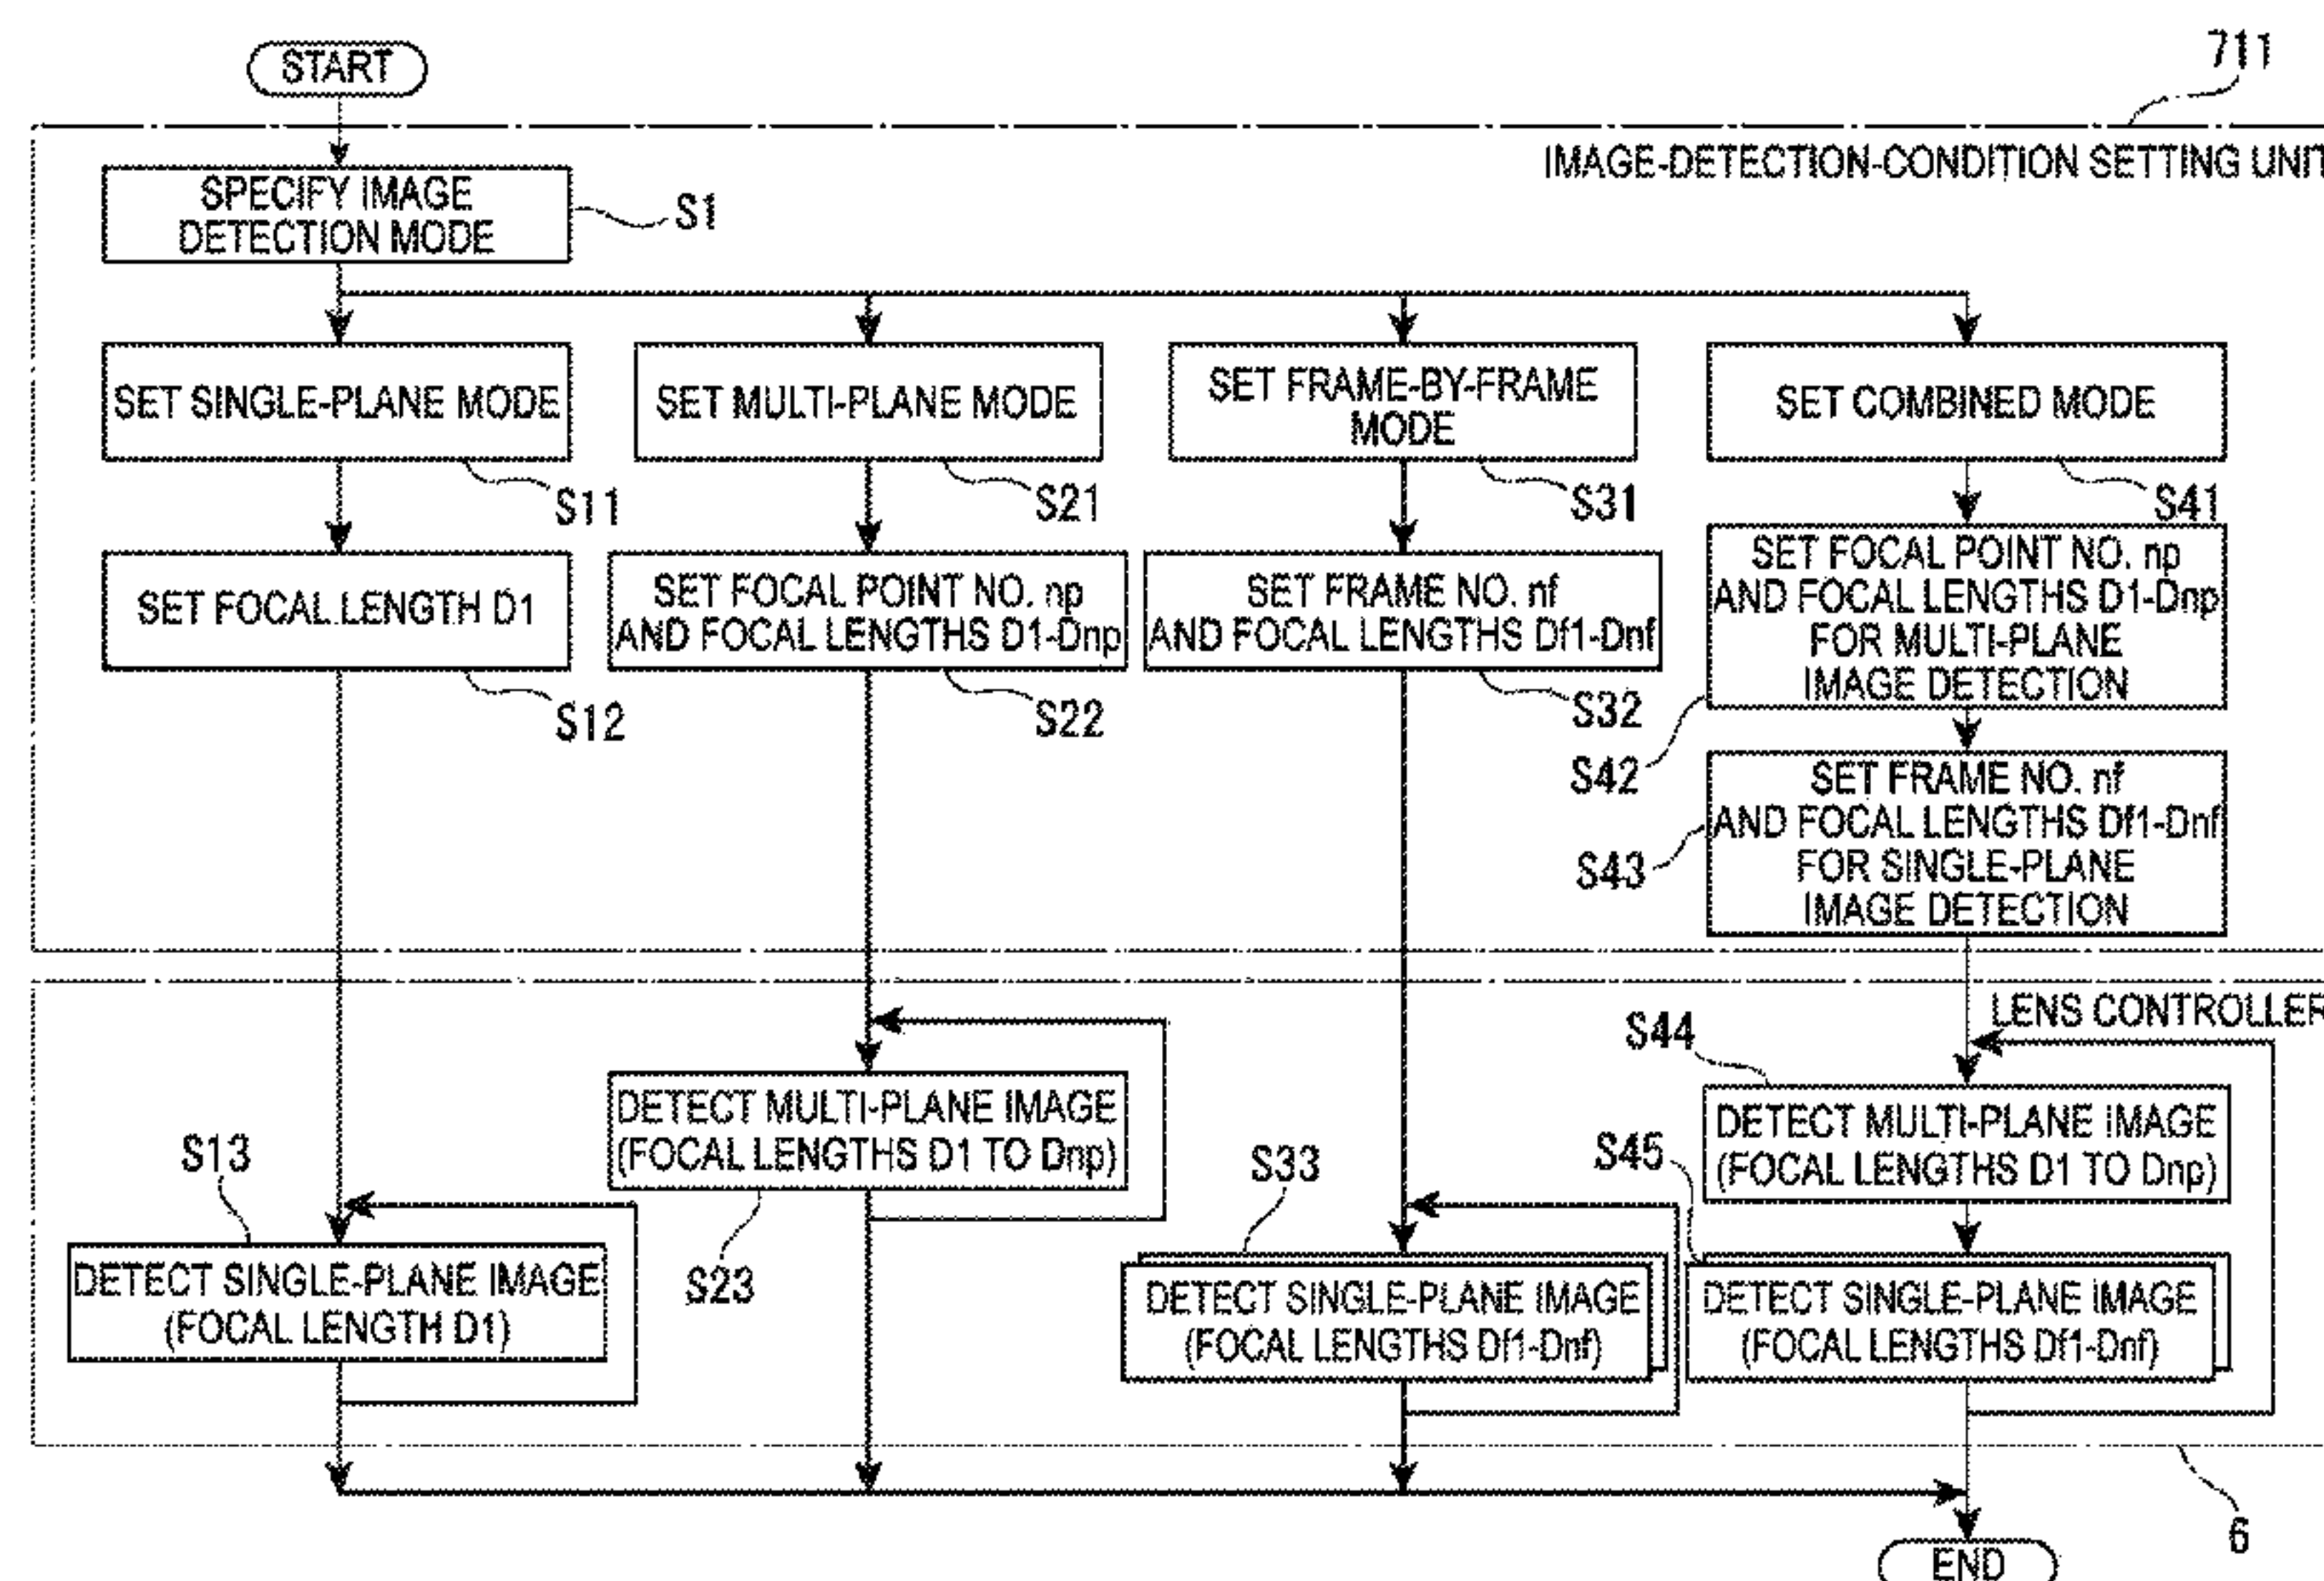 START
711
IMAGE-DETECTION-CONDITION SETTING UNIT
SPECIFY IMAGE
DETECTION MODE
S1
SET SINGLE-PLANE MODE
S11
SET MULTI-PLANE MODE
S21
SET FRAME-BY-FRAME
MODE
S31
SET COMBINED MODE
S41
SET FOCAL LENGTH D1
S12
SET FOCAL POINT NO. np
AND FOCAL LENGTHS D1-Dnp
S22
SET FRAME NO. nf
AND FOCAL LENGTHS Df1-Dnf
S32
SET FOCAL POINT NO. np
AND FOCAL LENGTHS D1-Dnp
FOR MULTI-PLANE
IMAGE DETECTION
S42
SET FRAME NO. nf
AND FOCAL LENGTHS Df1-Dnf
FOR SINGLE-PLANE
IMAGE DETECTION
S43
LENS CONTROLLER
S13
DETECT SINGLE-PLANE IMAGE
(FOCAL LENGTH D1)
DETECT MULTI-PLANE IMAGE
(FOCAL LENGTHS D1 TO Dnp)
S23
S33
DETECT SINGLE-PLANE IMAGE
(FOCAL LENGTHS Df1-Dnf)
S44
DETECT MULTI-PLANE IMAGE
(FOCAL LENGTHS D1 TO Dnp)
S45
DETECT SINGLE-PLANE IMAGE
(FOCAL LENGTHS Df1-Dnf)
6
END